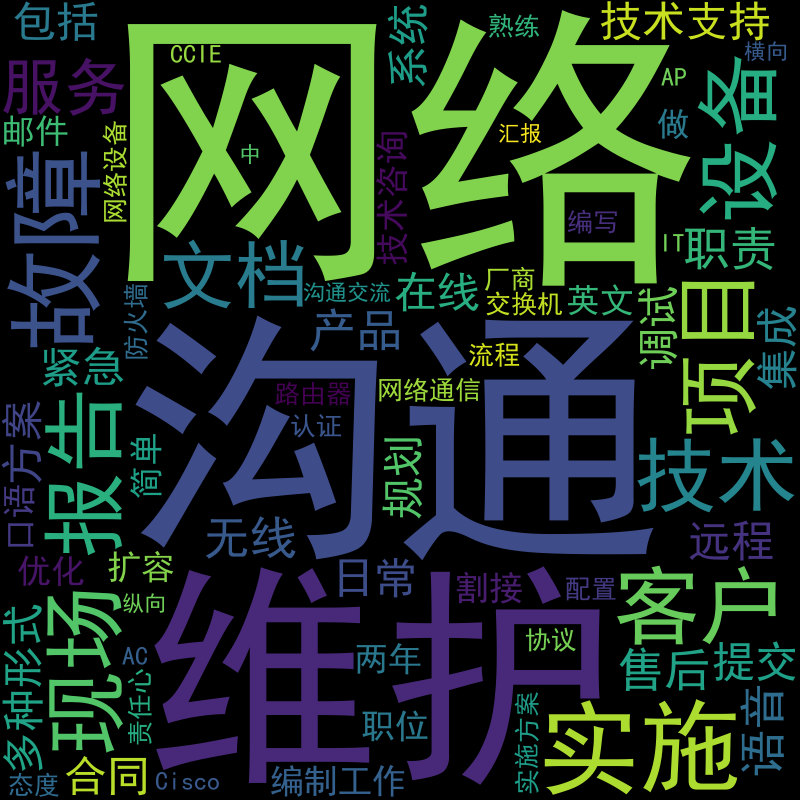 包括
CCIE
网络
系统
熟练
技术支持
横向
服务
AP
设备
邮件
网络设备
中
技术咨询
汇报
做
故障
编写
IT
职责
文档
沟通交流
在线
厂商
交换机
英文
项目
调试
集成
防火墙
产品
沟通
紧急
流程
路由器
网络通信
认证
报告
口语方案
简单
规划
技术
无线
远程
优化
扩容
日常
维护
割接
配置
客户
现场
纵向
多种形式
AC
责任心
两年
协议
售后
提交
职位
实施
实施方案
语音
态度
合同
Cisco
编制工作